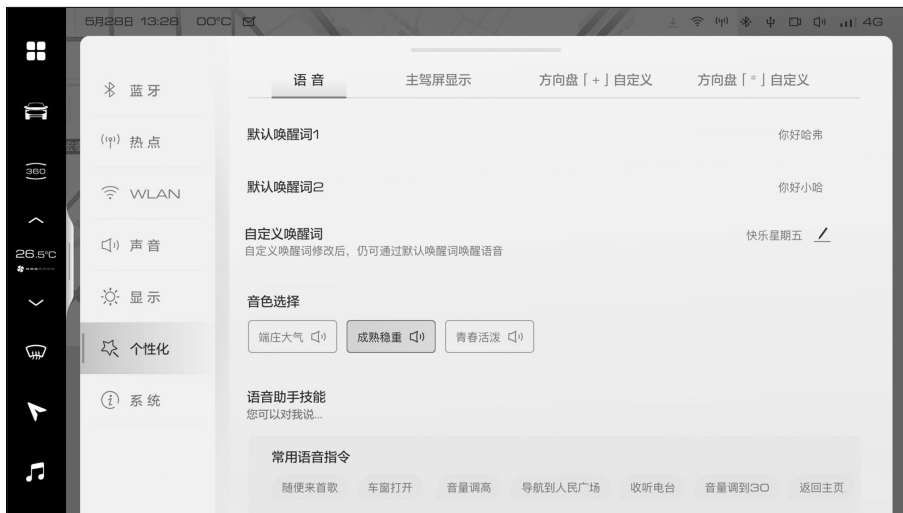 5月28日 13:28 00°C 4G
360
26.5°C
蓝牙
热点
WLAN
声音
显示
个性化
系统
语音 主驾屏显示 方向盘「+」自定义 方向盘「*」自定义
默认唤醒词1 你好哈弗
默认唤醒词2 你好小哈
自定义唤醒词 快乐星期五
自定义唤醒词修改后，仍可通过默认唤醒词唤醒语音
音色选择
端庄大气 成熟稳重 青春活泼
语音助手技能
您可以对我说...
常用语音指令
随便来首歌 车窗打开 音量调高 导航到人民广场 收听电台 音量调到30 返回主页